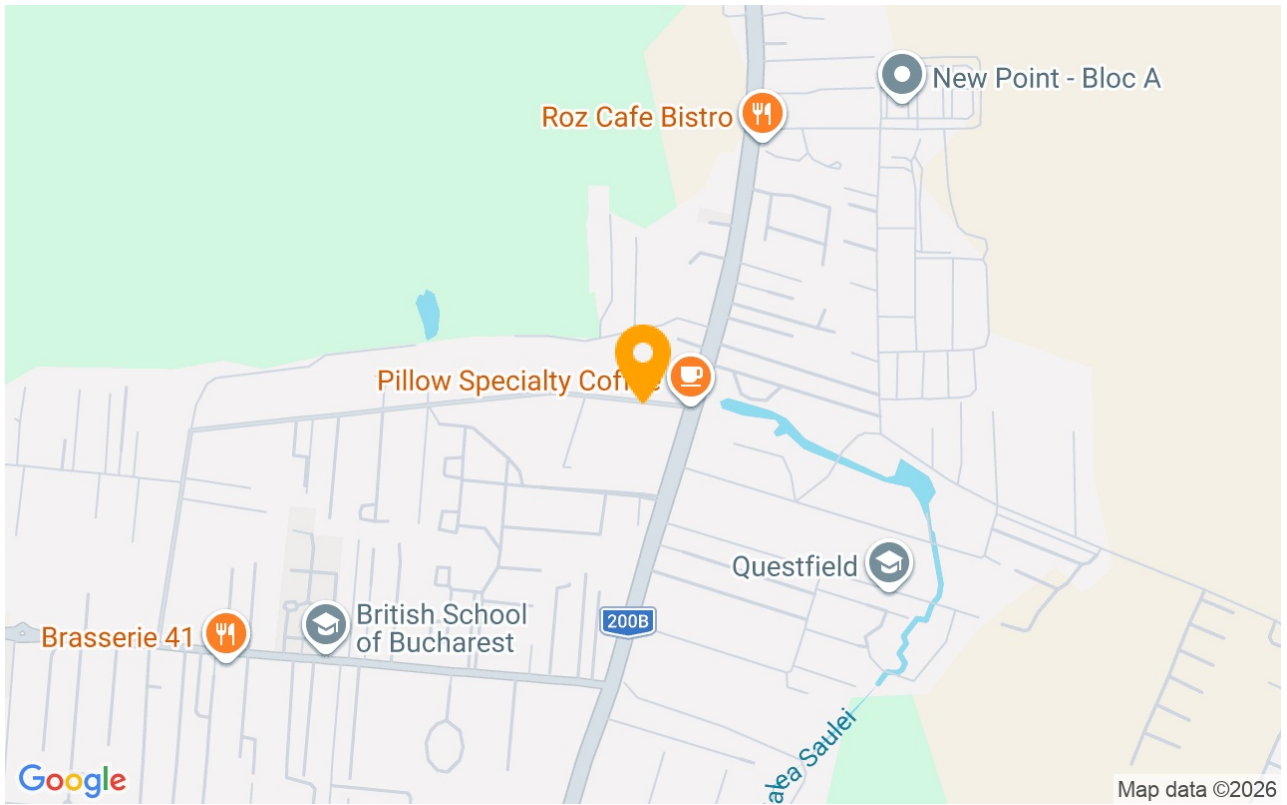 New Point - Bloc A
Roz Cafe Bistro
Pillow Specialty
Questfield
British School
of Bucharest
200B
Brasserie 41
Saulei
Google
Map data ©2026